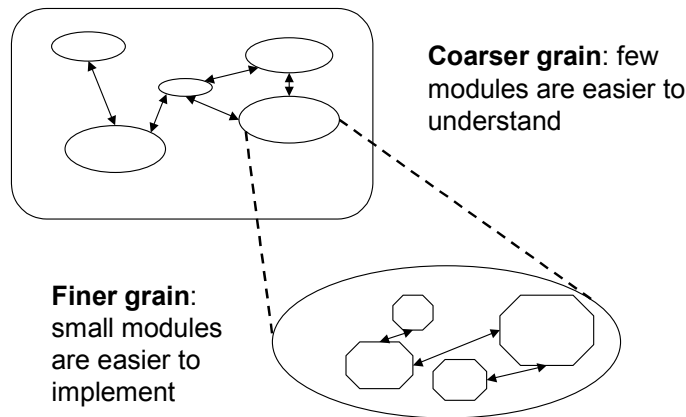 Coarser grain: few
modules are easier to
understand
Finer grain:
small modules
are easier to
implement